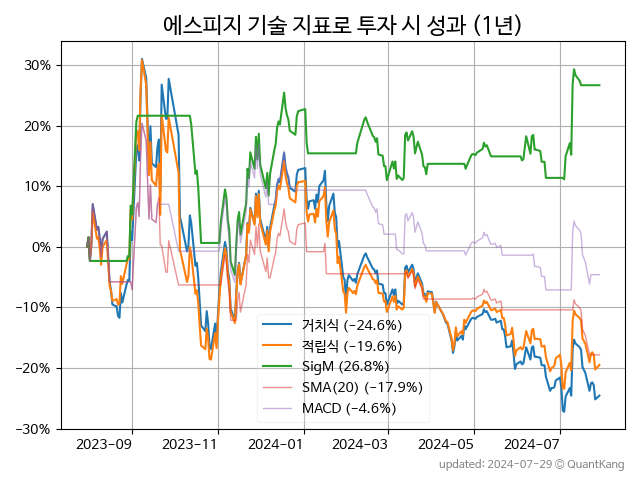 에스피지 기술 지표로 투자 시 성과 (1년)
30%
20%
10%
0%
−10%
−20%
−30%
거치식 (−24.6%)
적립식 (−19.6%)
SigM (26.8%)
SMA(20) (−17.9%)
MACD (−4.6%)
2023-09 2023-11 2024-01 2024-03 2024-05 2024-07
updated: 2024-07-29 © QuantKang